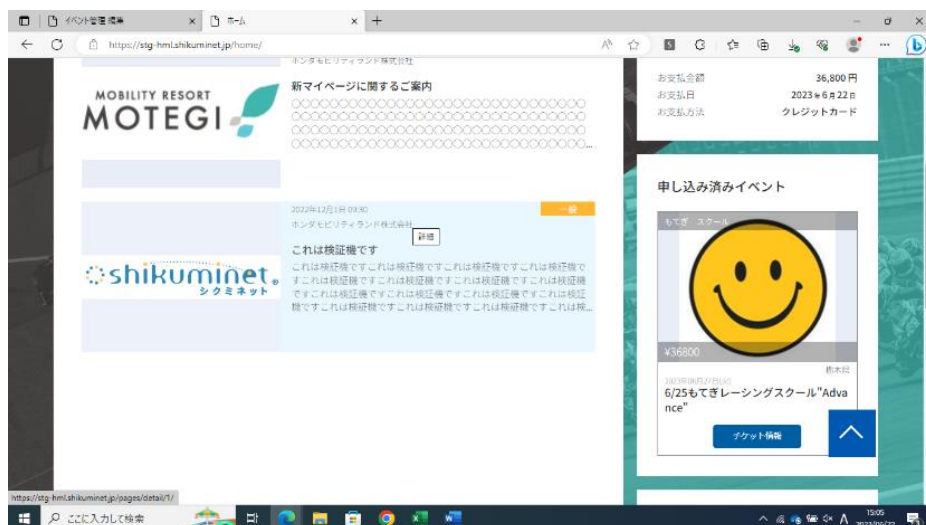 イベント管理 編集
ホーム
https://stg-hml.shikuminet.jp/home/
ホンダモビリティランド株式会社
新マイページに関するご案内
〇〇〇〇〇〇〇〇〇〇〇〇〇〇〇〇〇〇〇〇〇〇〇〇〇〇〇〇
〇〇〇〇〇〇〇〇〇〇〇〇〇〇〇〇〇〇〇〇〇〇〇〇〇〇〇〇
〇〇〇〇〇〇〇〇〇〇〇〇〇〇〇〇〇〇〇〇〇〇〇〇〇〇〇〇
〇〇〇〇〇〇〇〇〇〇〇〇〇〇〇〇〇〇〇〇〇〇〇〇〇〇〇〇...
MOBILITY RESORT
MOTEGI
2022年12月1日 09:30
一般
ホンダモビリティランド株式会社
詳細
これは検証機です
これは検証機ですこれは検証機ですこれは検証機ですこれは検証機で
すこれは検証機ですこれは検証機ですこれは検証機ですこれは検証機
ですこれは検証機ですこれは検証機ですこれは検証機ですこれは検証
機ですこれは検証機ですこれは検証機ですこれは検証機ですこれは検...
shikuminet®
シクミネット
お支払金額 36,800 円
お支払日 2023年6月22日
お支払方法 クレジットカード
申し込み済みイベント
もてぎ スクール
¥36800
栃木県
6/25もてぎレーシングスクール"Adva
nce"
チケット情報
https://stg-hml.shikuminet.jp/pages/detail/1/
ここに入力して検索
A
15:05